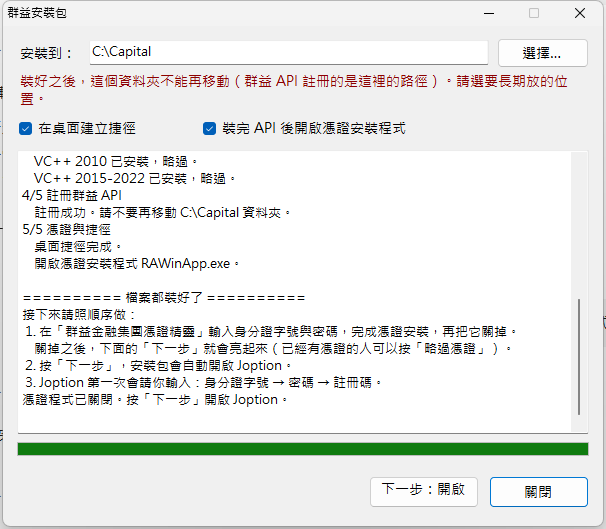 群益安裝包
安裝到：
C:\Capital
選擇...
裝好之後，這個資料夾不能再移動（群益 API 註冊的是這裡的路徑）。請選要長期放的位
置。
在桌面建立捷徑
裝完 API 後開啟憑證安裝程式
VC++ 2010 已安裝，略過。
VC++ 2015-2022 已安裝，略過。
4/5 註冊群益 API
註冊成功。請不要再移動 C:\Capital 資料夾。
5/5 憑證與捷徑
桌面捷徑完成。
開啟憑證安裝程式 RAWinApp.exe。
========== 檔案都裝好了 ==========
接下來請照順序做：
1. 在「群益金融集團憑證精靈」輸入身分證字號與密碼，完成憑證安裝，再把它關掉。
關掉之後，下面的「下一步」就會亮起來（已經有憑證的人可以按「略過憑證」）。
2. 按「下一步」，安裝包會自動開啟 Joption。
3. Joption 第一次會請你輸入：身分證字號 → 密碼 → 註冊碼。
憑證程式已關閉。按「下一步」開啟 Joption。
下一步：開啟
關閉